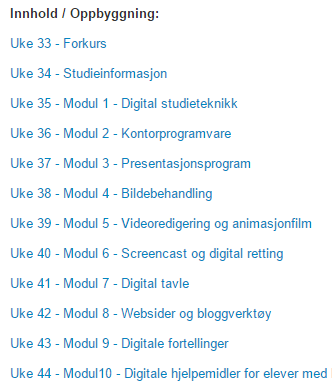 Innhold / Oppbyggning:
Uke 33 - Forkurs
Uke 34 - Studieinformasjon
Uke 35 - Modul 1 - Digital studieteknikk
Uke 36 - Modul 2 - Kontorprogramvare
Uke 37 - Modul 3 - Presentasjonsprogram
Uke 38 - Modul 4 - Bildebehandling
Uke 39 - Modul 5 - Videoredigering og animasjonfilm
Uke 40 - Modul 6 - Screencast og digital retting
Uke 41 - Modul 7 - Digital tavle
Uke 42 - Modul 8 - Websider og bloggverktøy
Uke 43 - Modul 9 - Digitale fortellinger
Uke 44 - Modul10 - Digitale hjelpemidler for elever med